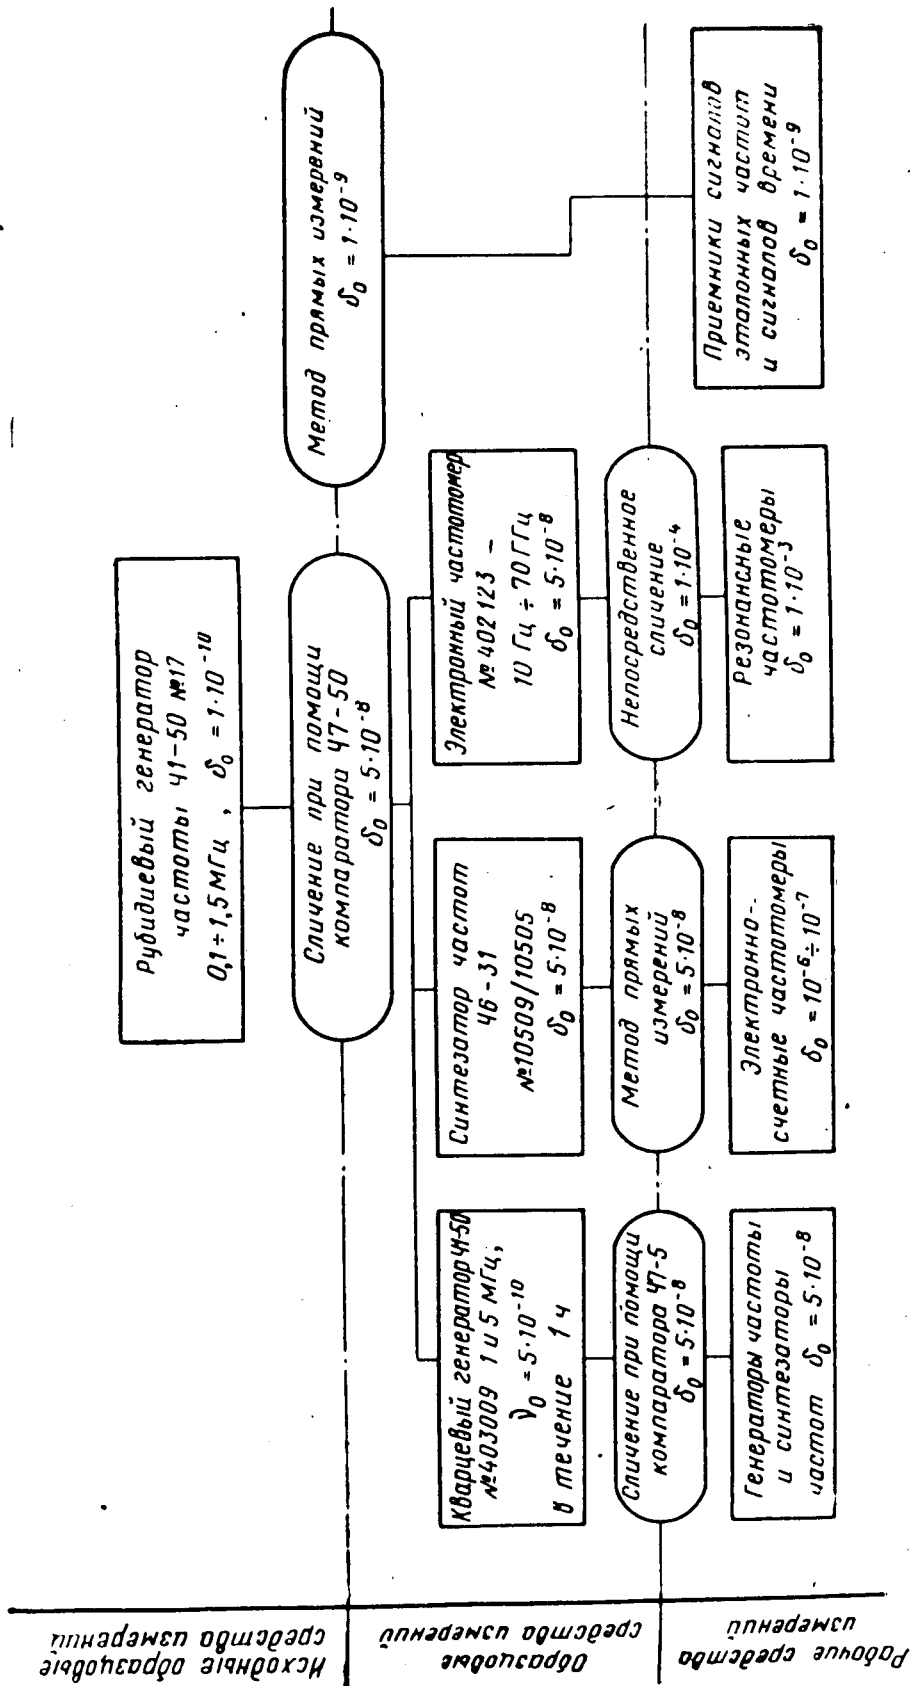 Исходные образцовые
средства измерений
Образцовые
средства измерений
Рабочие средства
измерений
Рубидиевый генератор
частоты Ч1-50 №17
0,1÷1,5 МГц, δ₀ = 1·10⁻¹⁰
Сличение при помощи
компаратора Ч7-50
δ₀ = 5·10⁻⁸
Метод прямых измерений
δ₀ = 1·10⁻⁹
Кварцевый генератор Ч1-50
№403009 1 и 5 МГц,
ν₀ = 5·10⁻¹⁰
в течение 1 ч
Синтезатор частот
Ч6-31
№10509/10505
δ₀ = 5·10⁻⁸
Электронный частотомер
№ 402123 –
10 Гц ÷ 70 ГГц
δ₀ = 5·10⁻⁸
Сличение при помощи
компаратора Ч7-5
δ₀ = 5·10⁻⁸
Метод прямых
измерений
δ₀ = 5·10⁻⁸
Непосредственное
сличение
δ₀ = 1·10⁻⁴
Генераторы частоты
и синтезаторы
частот δ₀ = 5·10⁻⁸
Электронно-
счетные частотомеры
δ₀ = 10⁻⁶÷10⁻⁷
Резонансные
частотомеры
δ₀ = 1·10⁻³
Приемники сигналов
эталонных частит
и сигналов времени
δ₀ = 1·10⁻⁹